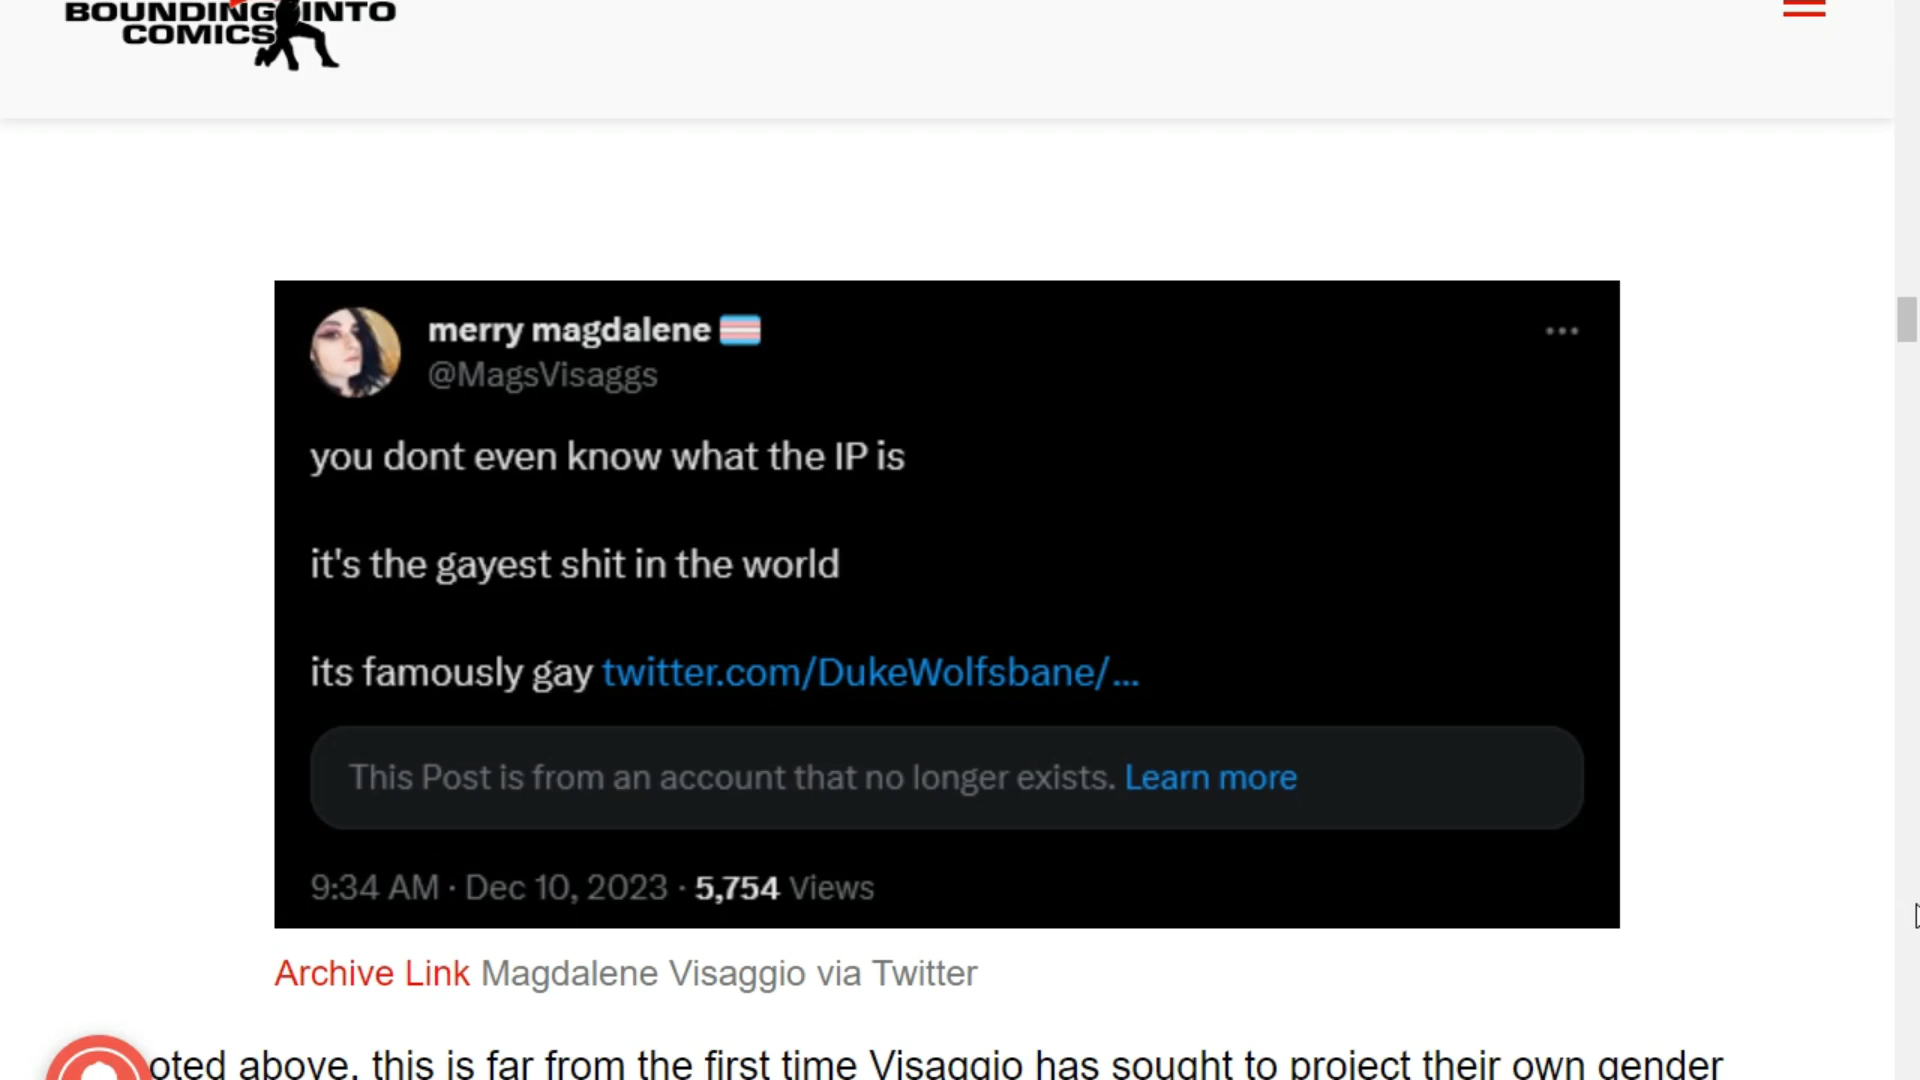 BOUNDING INTO
COMICS
merry magdalene
@MagsVisaggs
you dont even know what the IP is
it's the gayest shit in the world
its famously gay twitter.com/DukeWolfsbane/...
This Post is from an account that no longer exists. Learn more
9:34 AM · Dec 10, 2023 · 5,754 Views
Archive Link Magdalene Visaggio via Twitter
oted above, this is far from the first time Visaggio has sought to project their own gender